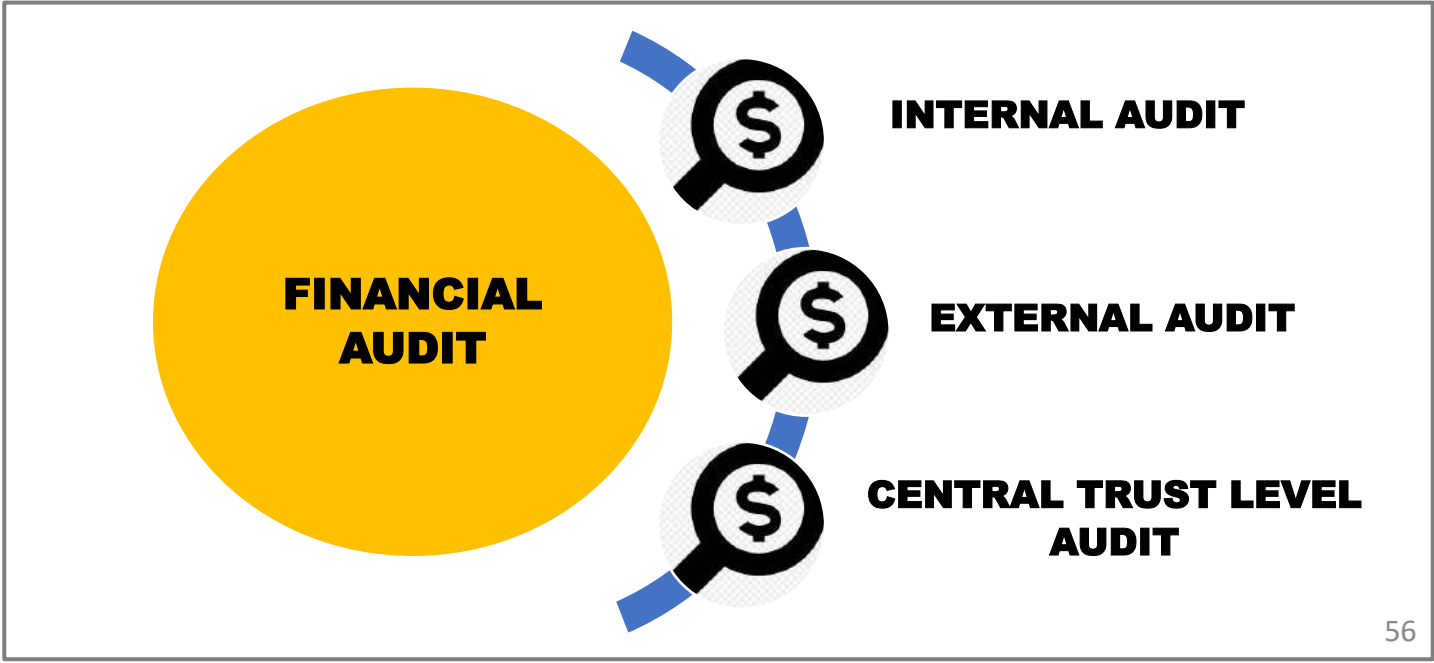 FINANCIAL
AUDIT
$
INTERNAL AUDIT
$
EXTERNAL AUDIT
$
CENTRAL TRUST LEVEL
AUDIT
56